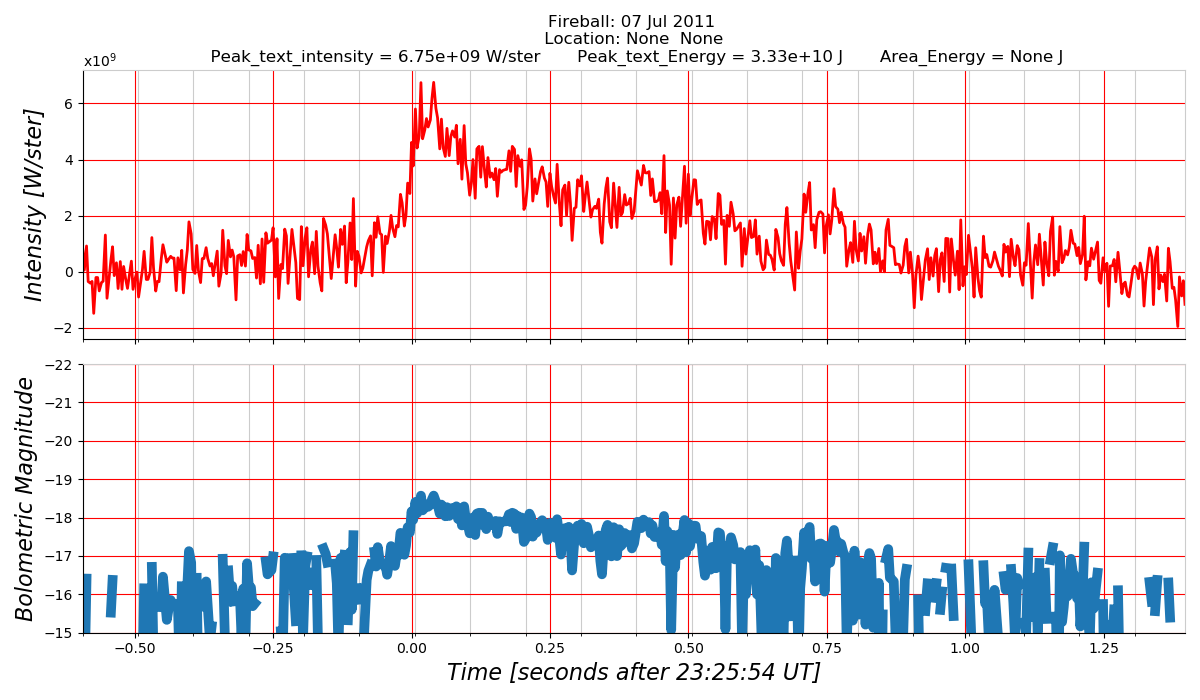 Fireball: 07 Jul 2011
Location: None  None
Peak_text_intensity = 6.75e+09 W/ster    Peak_text_Energy = 3.33e+10 J    Area_Energy = None J
x10⁹
Intensity [W/ster]
6
4
2
0
−2
Bolometric Magnitude
−22
−21
−20
−19
−18
−17
−16
−15
−0.50 −0.25 0.00 0.25 0.50 0.75 1.00 1.25
Time [seconds after 23:25:54 UT]